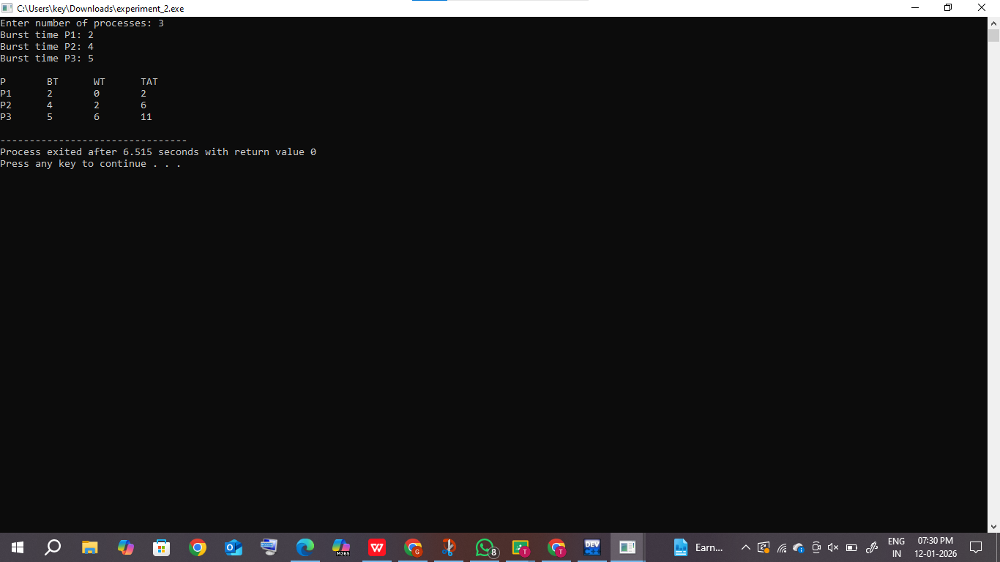 C:\Users\key\Downloads\experiment_2.exe
Enter number of processes: 3
Burst time P1: 2
Burst time P2: 4
Burst time P3: 5
P BT WT TAT
P1 2 0 2
P2 4 2 6
P3 5 6 11
--------------------------------
Process exited after 6.515 seconds with return value 0
Press any key to continue . . .
M365
G
8
T
T
DEV
Earn...
ENG
IN
07:30 PM
12-01-2026